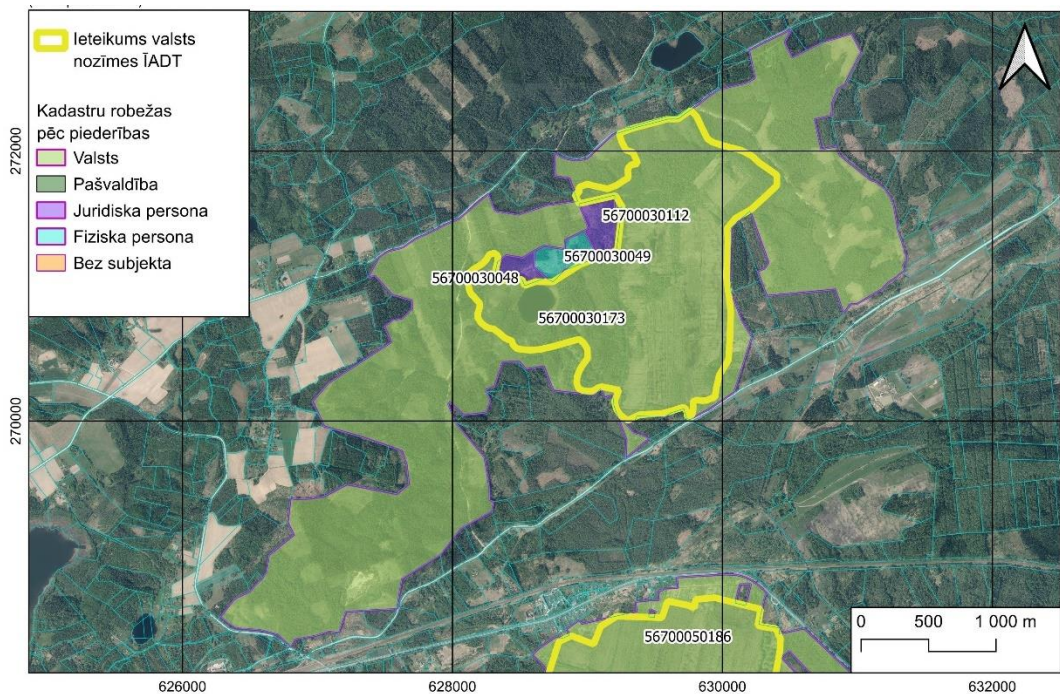 Ieteikums valsts
nozīmes ĪADT
Kadastru robežas
pēc piederības
Valsts
Pašvaldība
Juridiska persona
Fiziska persona
Bez subjekta
272000
270000
56700030112
56700030049
56700030048
56700030173
56700050186
0 500 1 000 m
626000 628000 630000 632000